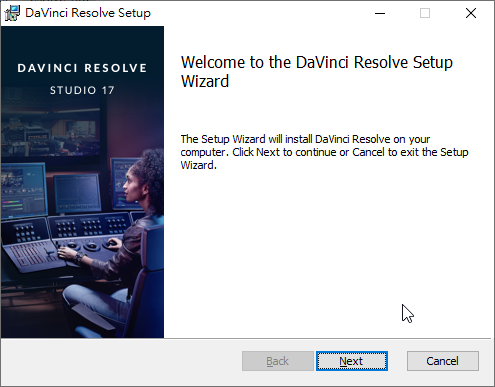 DaVinci Resolve Setup
DAVINCI RESOLVE
STUDIO 17
Welcome to the DaVinci Resolve Setup
Wizard
The Setup Wizard will install DaVinci Resolve on your
computer. Click Next to continue or Cancel to exit the Setup
Wizard.
Back
Next
Cancel